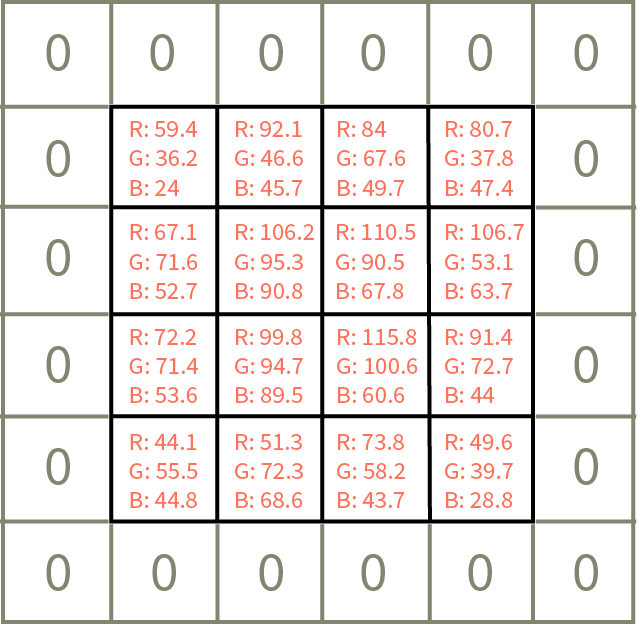 0 0 0 0 0 0
0 R: 59.4 R: 92.1 R: 84 R: 80.7 0
G: 36.2 G: 46.6 G: 67.6 G: 37.8
B: 24 B: 45.7 B: 49.7 B: 47.4
0 R: 67.1 R: 106.2 R: 110.5 R: 106.7 0
G: 71.6 G: 95.3 G: 90.5 G: 53.1
B: 52.7 B: 90.8 B: 67.8 B: 63.7
0 R: 72.2 R: 99.8 R: 115.8 R: 91.4 0
G: 71.4 G: 94.7 G: 100.6 G: 72.7
B: 53.6 B: 89.5 B: 60.6 B: 44
0 R: 44.1 R: 51.3 R: 73.8 R: 49.6 0
G: 55.5 G: 72.3 G: 58.2 G: 39.7
B: 44.8 B: 68.6 B: 43.7 B: 28.8
0 0 0 0 0 0